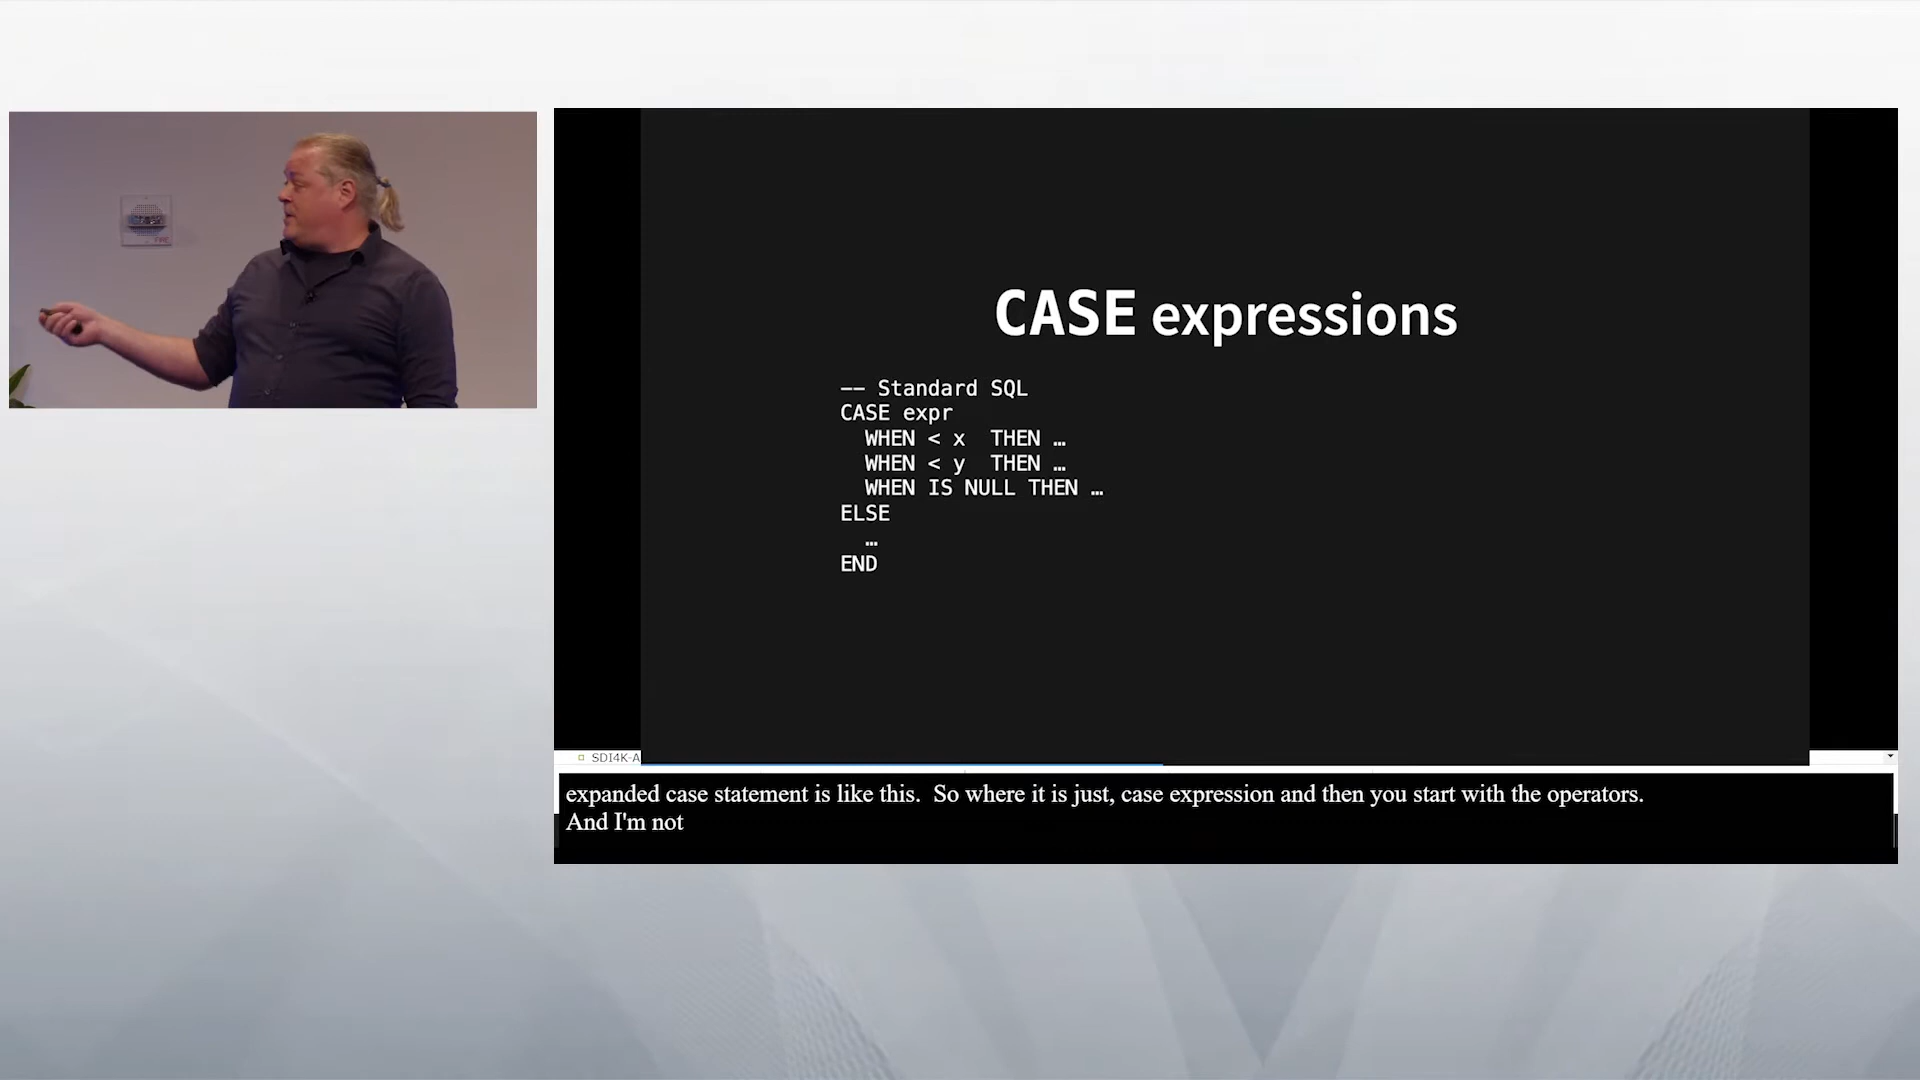 CASE expressions
-- Standard SQL
CASE expr
WHEN < x THEN …
WHEN < y THEN …
WHEN IS NULL THEN …
ELSE
…
END
SDI4K-A
expanded case statement is like this. So where it is just, case expression and then you start with the operators.
And I'm not